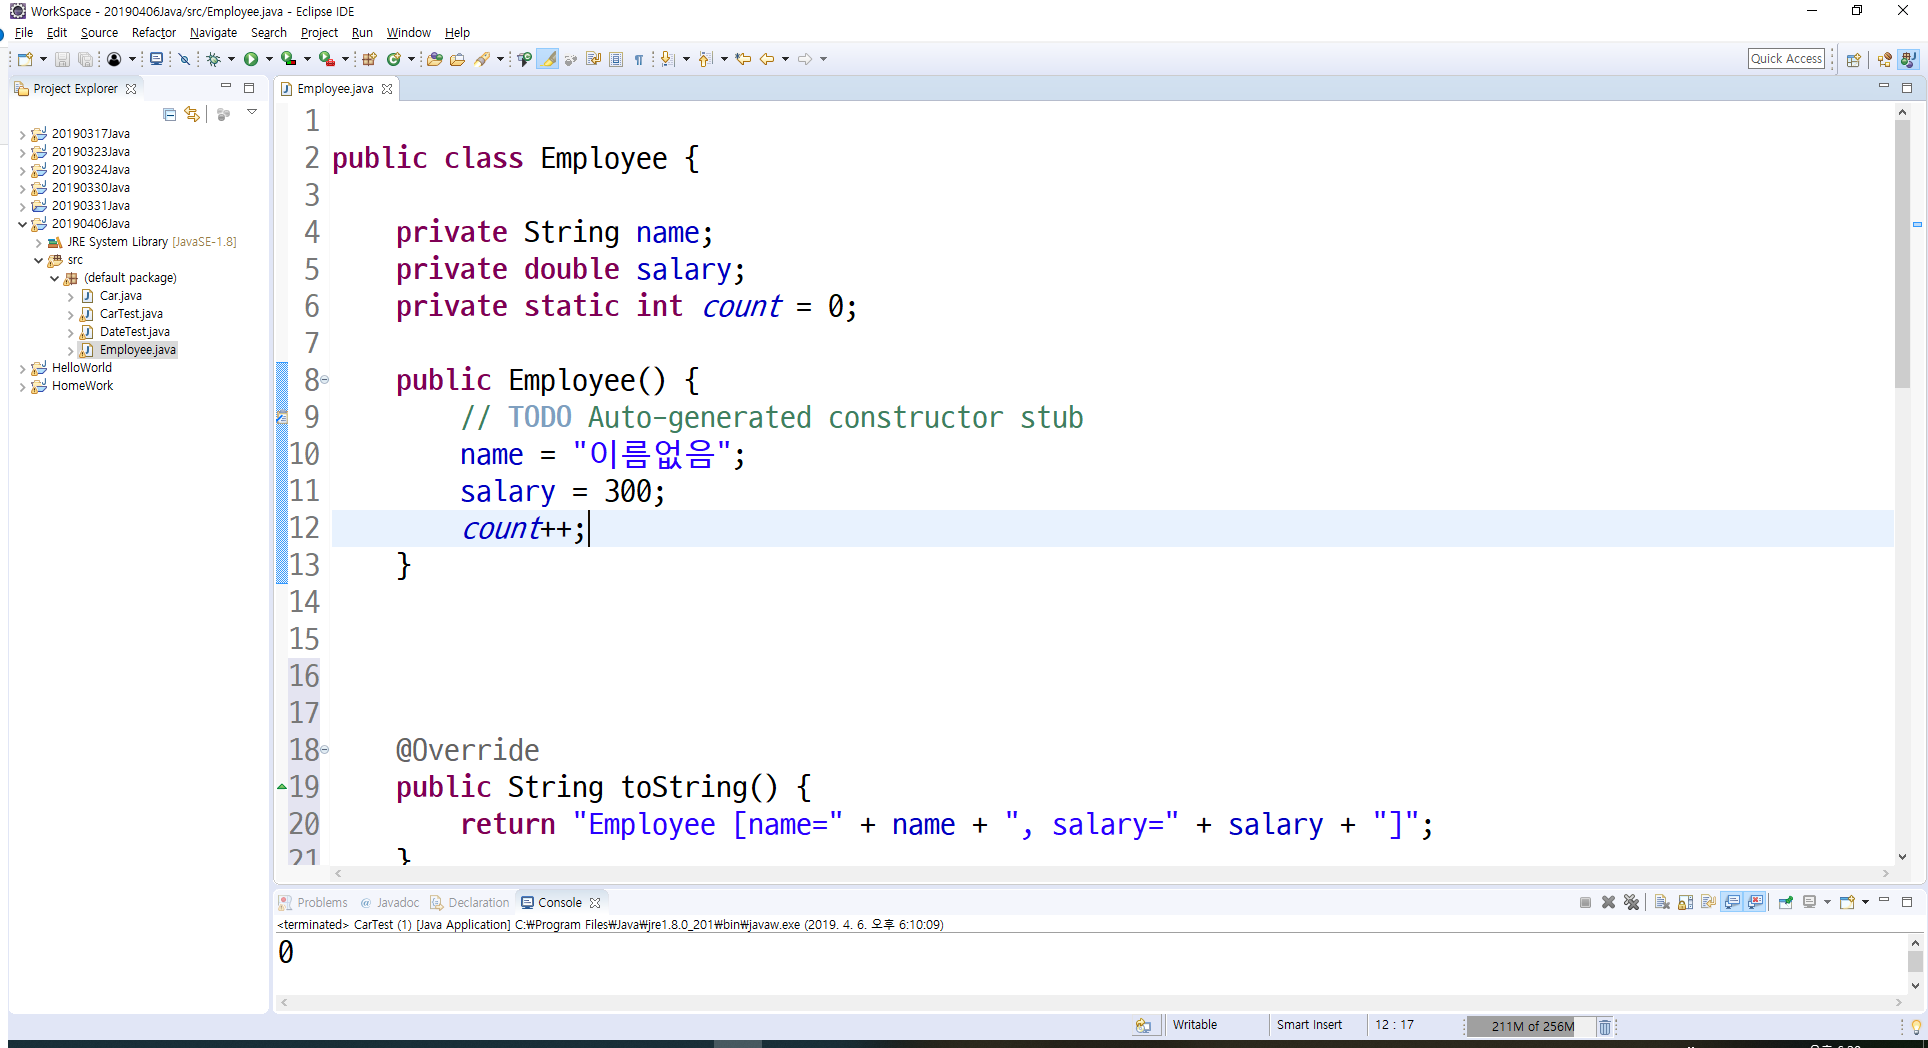 WorkSpace - 20190406Java/src/Employee.java - Eclipse IDE
File Edit Source Refactor Navigate Search Project Run Window Help
Quick Access
Project Explorer
20190317Java
20190323Java
20190324Java
20190330Java
20190331Java
20190406Java
JRE System Library [JavaSE-1.8]
src
(default package)
Car.java
CarTest.java
DateTest.java
Employee.java
HelloWorld
HomeWork
Employee.java
1
2 public class Employee {
3
4 private String name;
5 private double salary;
6 private static int count = 0;
7
8 public Employee() {
9 // TODO Auto-generated constructor stub
10 name = "이름없음";
11 salary = 300;
12 count++;
13 }
14
15
16
17
18 @Override
19 public String toString() {
20 return "Employee [name=" + name + ", salary=" + salary + "]";
21 }
Problems @ Javadoc Declaration Console
<terminated> CarTest (1) [Java Application] C:₩Program Files₩Java₩jre1.8.0_201₩bin₩javaw.exe (2019. 4. 6. 오후 6:10:09)
0
Writable Smart Insert 12 : 17 211M of 256M